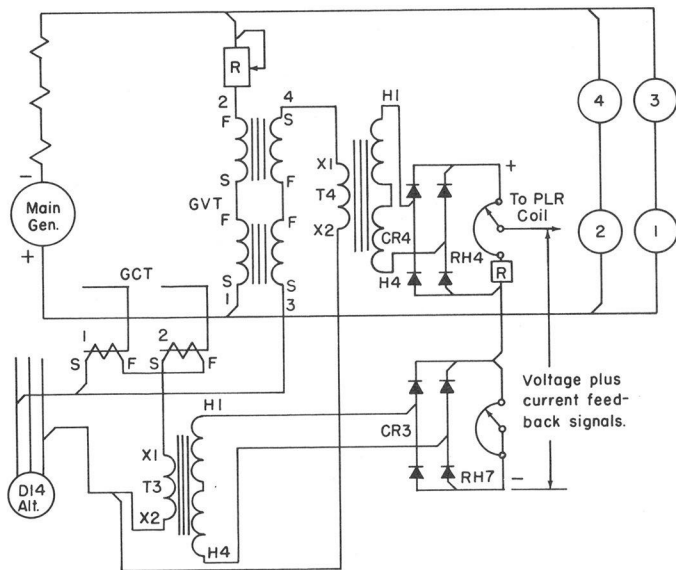 R
2
4
H1
F
S
4
3
X1
+
T4
To PLR
Coil
S
F
–
Main
Gen.
GVT
F
F
X2
CR4
2
1
RH4
+
GCT
S
S
H4
R
1
2
1
3
S
F
S
F
Voltage plus
current feed-
back signals.
H1
CR3
X1
D14
Alt.
T3
RH7
–
X2
H4